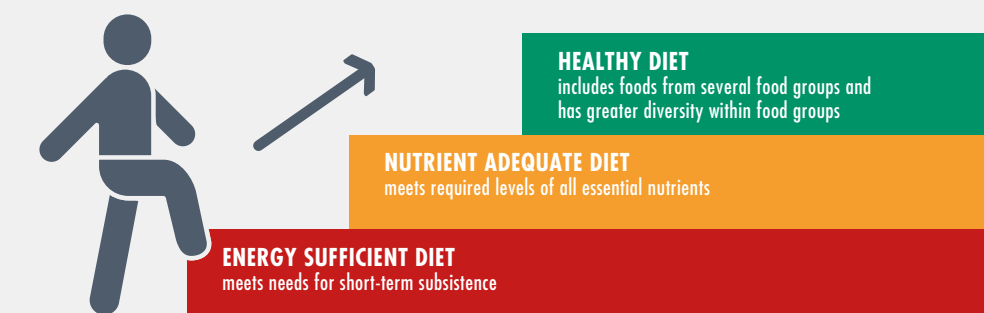 HEALTHY DIET
includes foods from several food groups and
has greater diversity within food groups
NUTRIENT ADEQUATE DIET
meets required levels of all essential nutrients
ENERGY SUFFICIENT DIET
meets needs for short-term subsistence